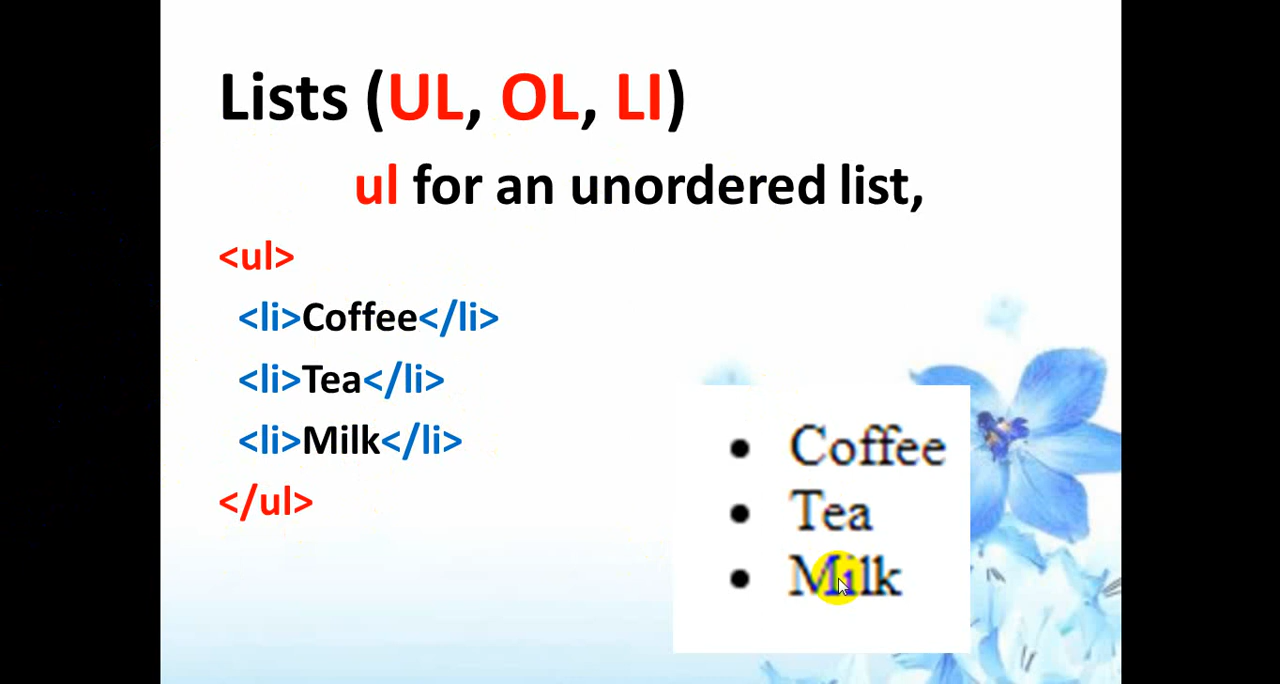 Lists (UL, OL, LI)
ul for an unordered list,
<ul>
<li>Coffee</li>
<li>Tea</li>
<li>Milk</li>
</ul>
• Coffee
• Tea
• Milk